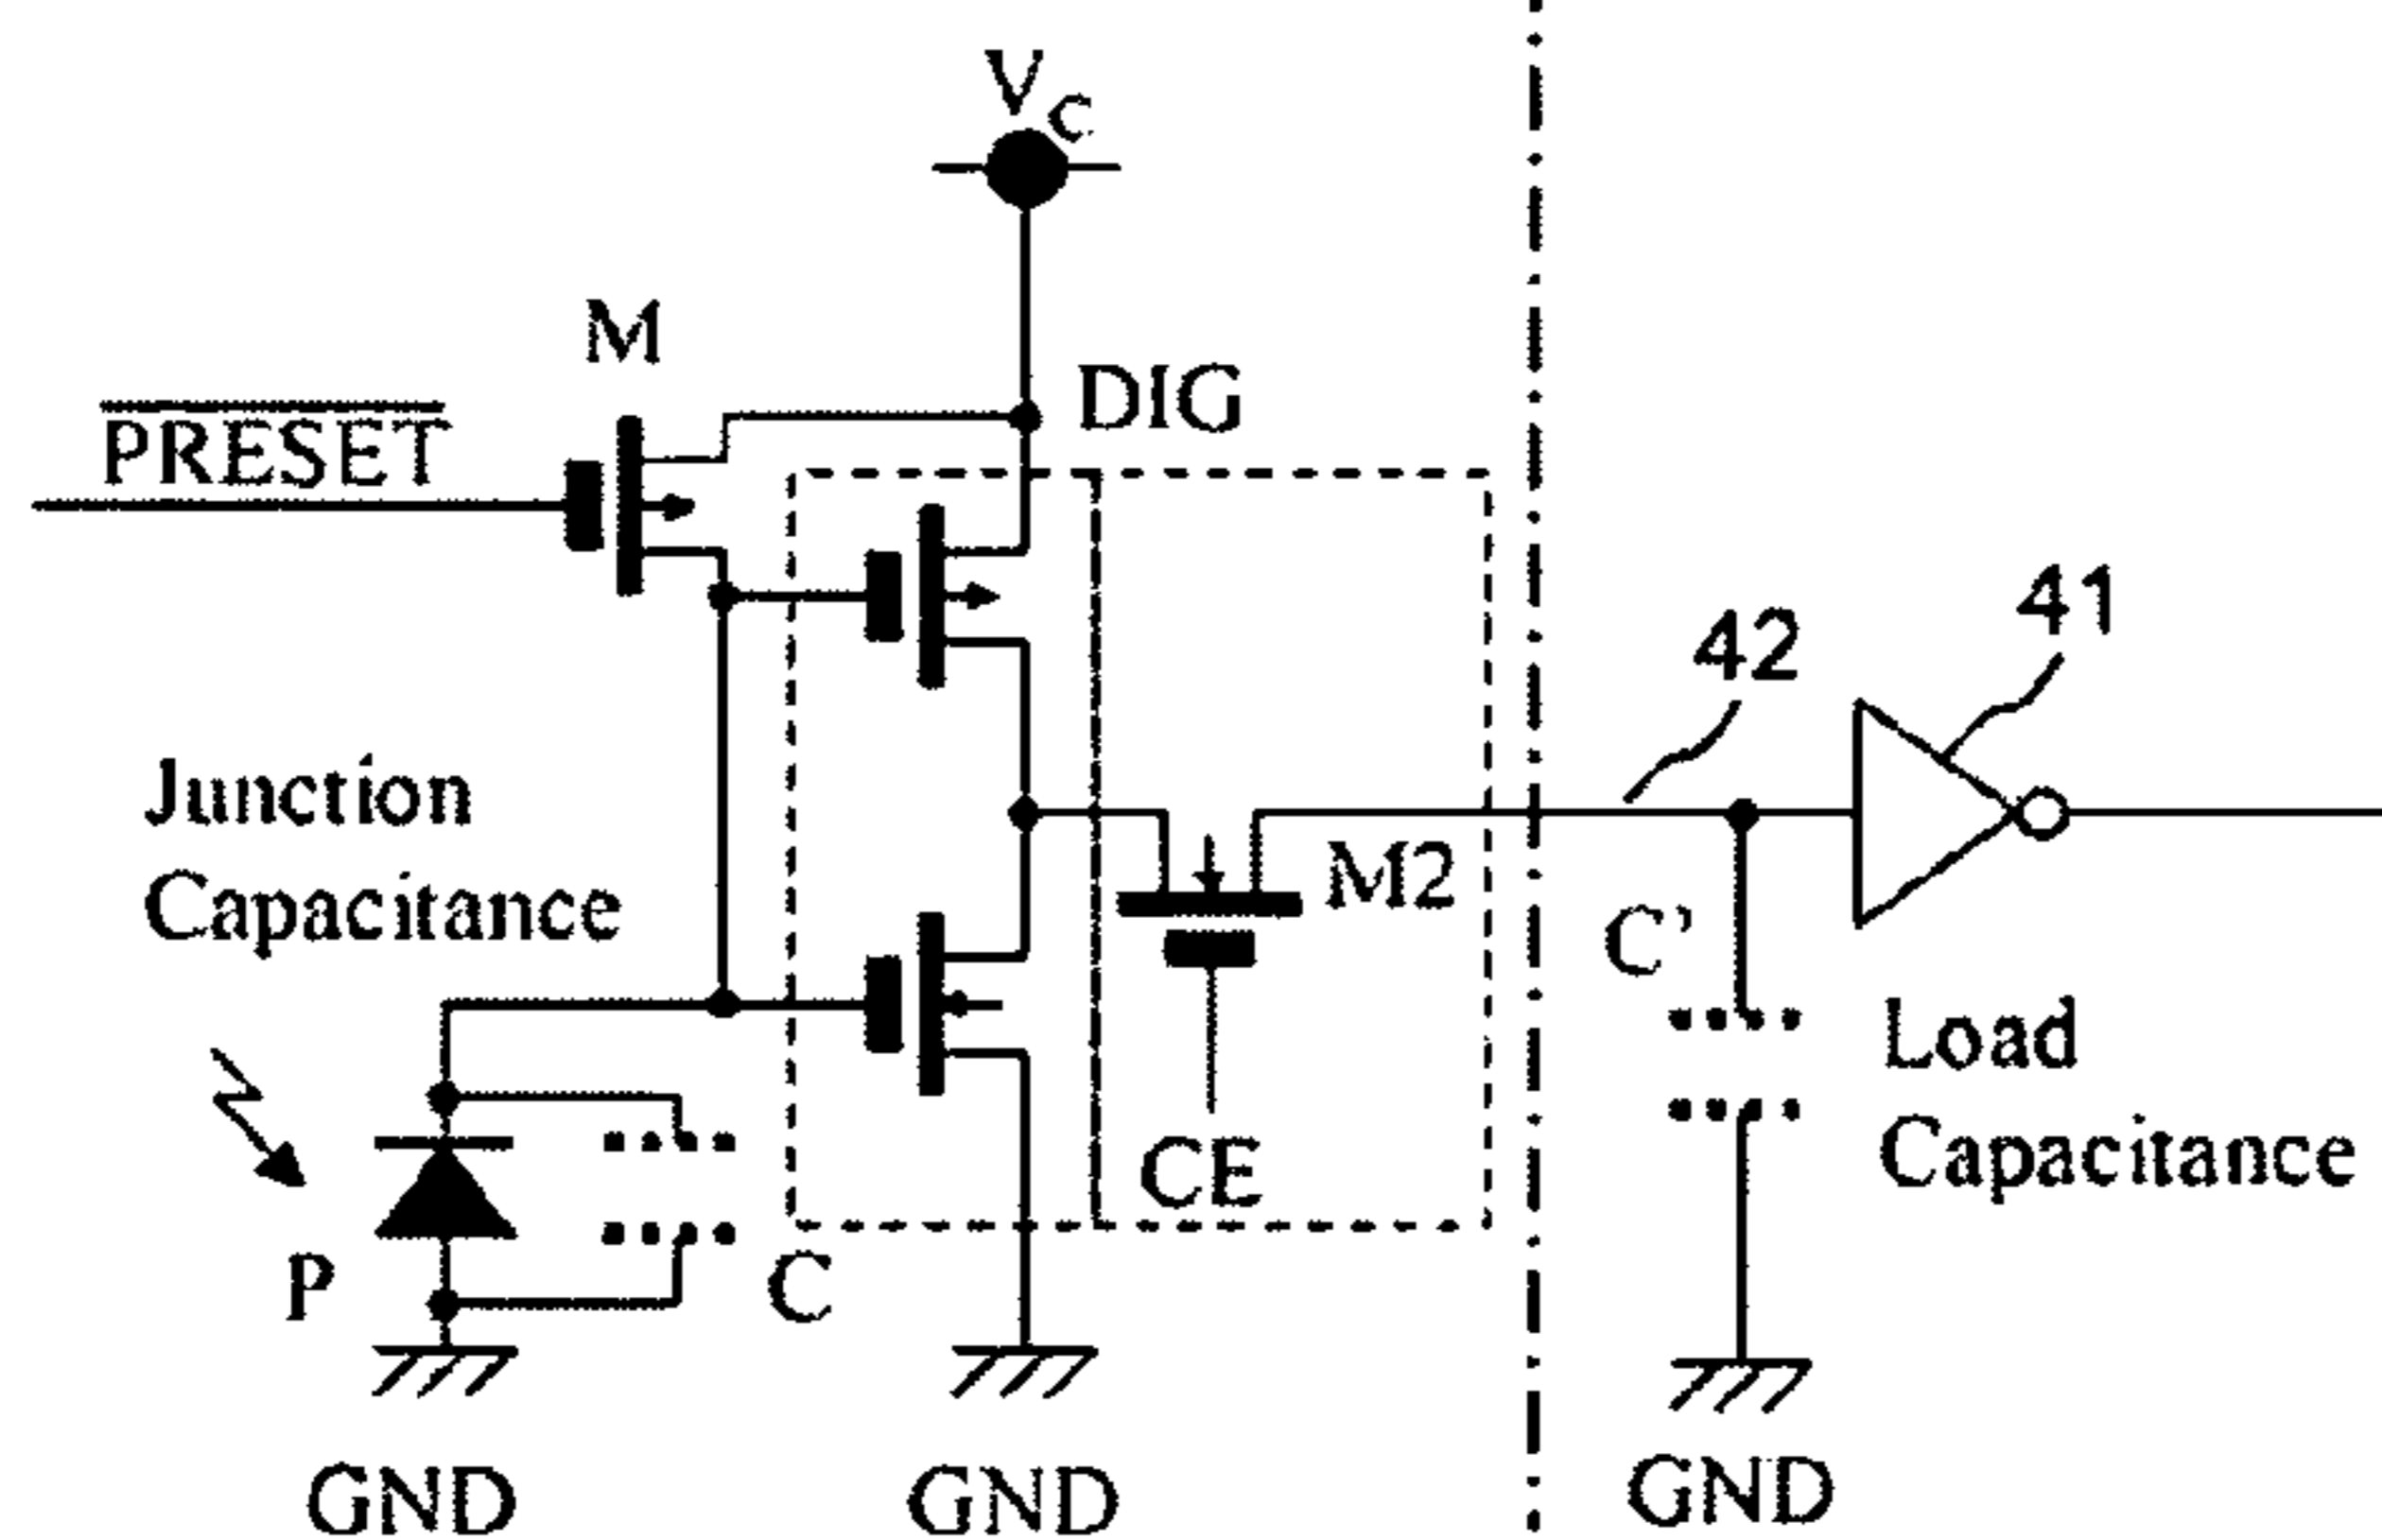 VC
M
DIG
PRESET
41
42
Junction
Capacitance
M2
C'
Load
Capacitance
CE
P
C
GND
GND
GND